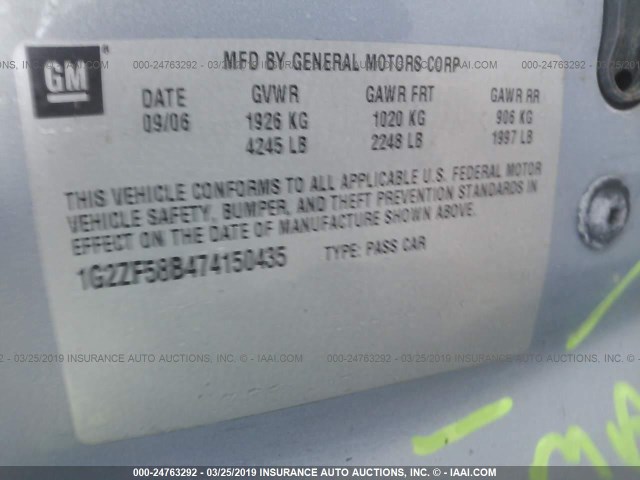 GM
MFD BY GENERAL MOTORS CORP
DATE GVWR GAWR FRT GAWR RR
09/06 1926 KG 1020 KG 906 KG
4245 LB 2248 LB 1997 LB
THIS VEHICLE CONFORMS TO ALL APPLICABLE U.S. FEDERAL MOTOR
VEHICLE SAFETY, BUMPER, AND THEFT PREVENTION STANDARDS IN
EFFECT ON THE DATE OF MANUFACTURE SHOWN ABOVE.
1G2ZF58B474150435 TYPE: PASS CAR
000-24763292 - 03/25/2019 INSURANCE AUTO AUCTIONS, INC. - © IAAI.COM